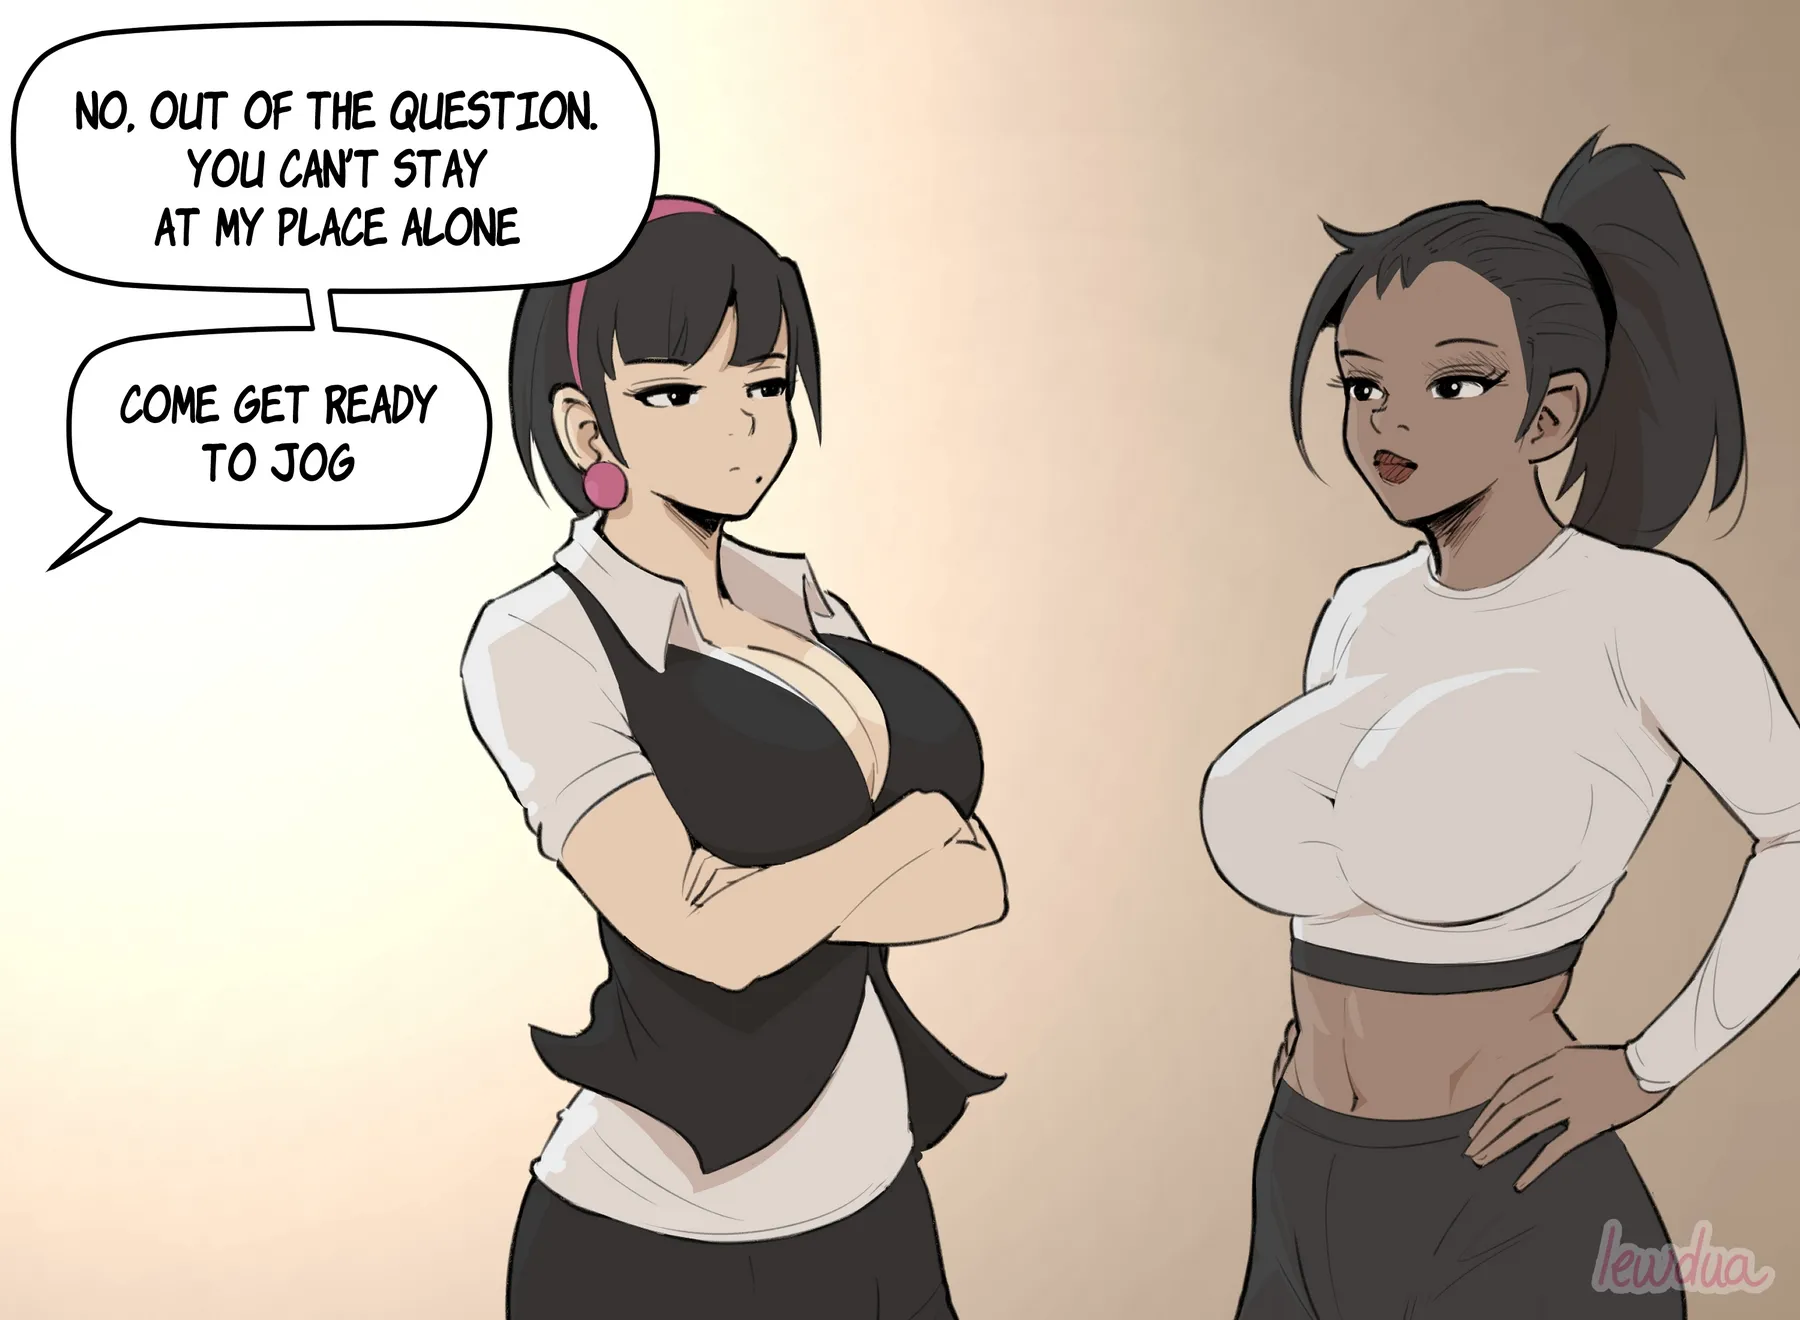 NO, OUT OF THE QUESTION.
YOU CAN'T STAY
AT MY PLACE ALONE
COME GET READY
TO JOG
lewdua